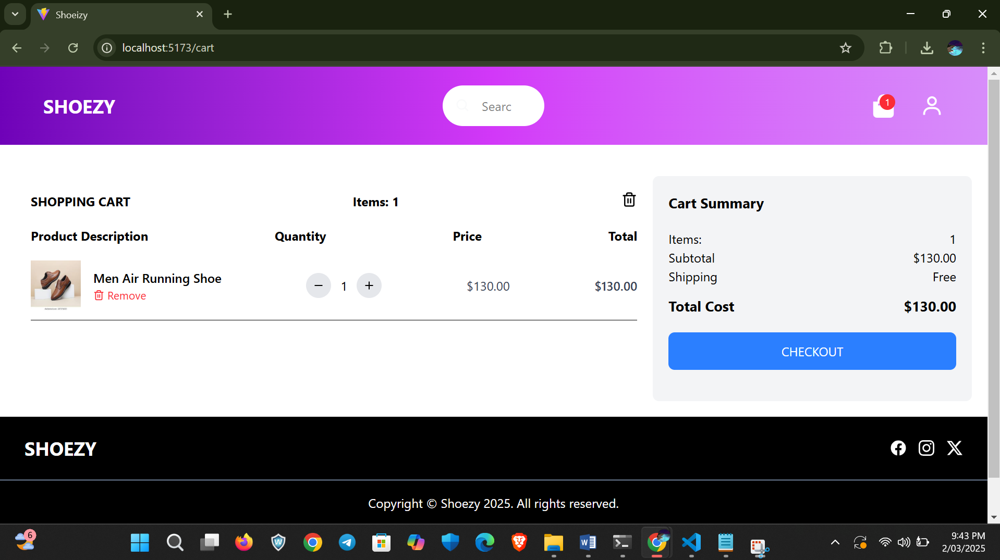 Shoeizy
localhost:5173/cart
SHOEZY
Searc
1
SHOPPING CART
Items: 1
Product Description
Quantity
Price
Total
Men Air Running Shoe
Remove
1
$130.00
$130.00
Cart Summary
Items:
1
Subtotal
$130.00
Shipping
Free
Total Cost
$130.00
CHECKOUT
SHOEZY
Copyright © Shoezy 2025. All rights reserved.
6
9:43 PM
2/03/2025